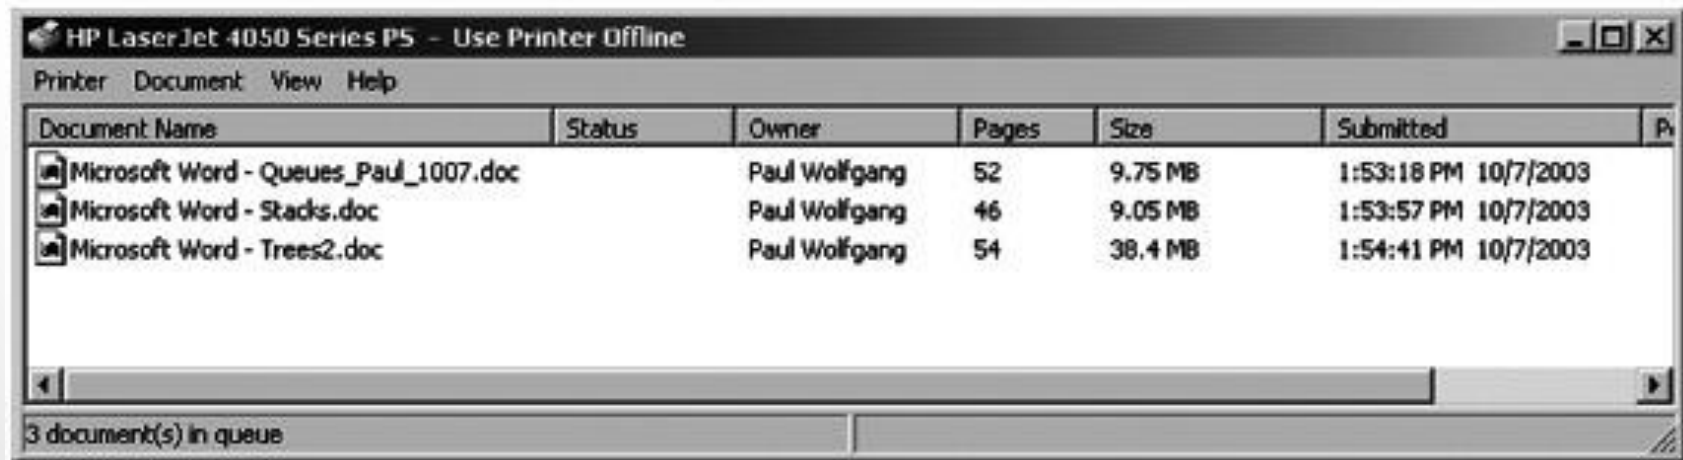 HP LaserJet 4050 Series PS - Use Printer Offline
Printer Document View Help
Document Name Status Owner Pages Size Submitted
Microsoft Word - Queues_Paul_1007.doc Paul Wolfgang 52 9.75 MB 1:53:18 PM 10/7/2003
Microsoft Word - Stacks.doc Paul Wolfgang 46 9.05 MB 1:53:57 PM 10/7/2003
Microsoft Word - Trees2.doc Paul Wolfgang 54 38.4 MB 1:54:41 PM 10/7/2003
3 document(s) in queue